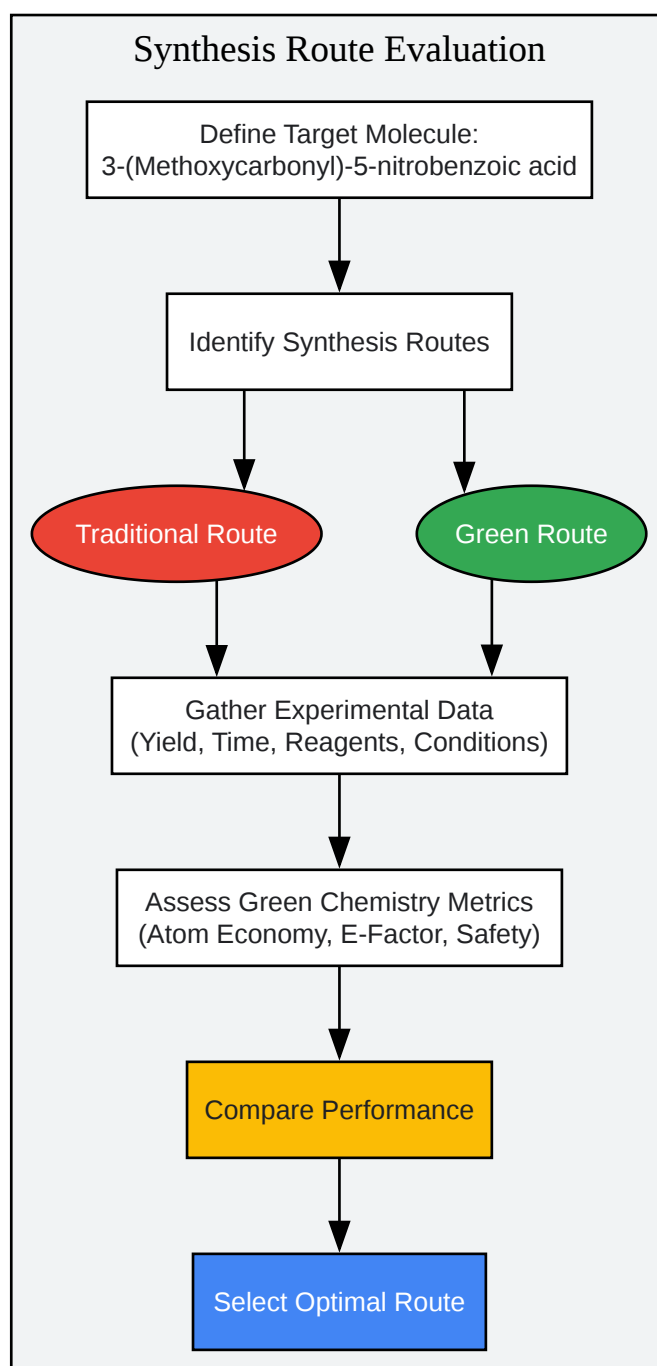 Synthesis Route Evaluation
Define Target Molecule:
3-(Methoxycarbonyl)-5-nitrobenzoic acid
Identify Synthesis Routes
Traditional Route
Green Route
Gather Experimental Data
(Yield, Time, Reagents, Conditions)
Assess Green Chemistry Metrics
(Atom Economy, E-Factor, Safety)
Compare Performance
Select Optimal Route